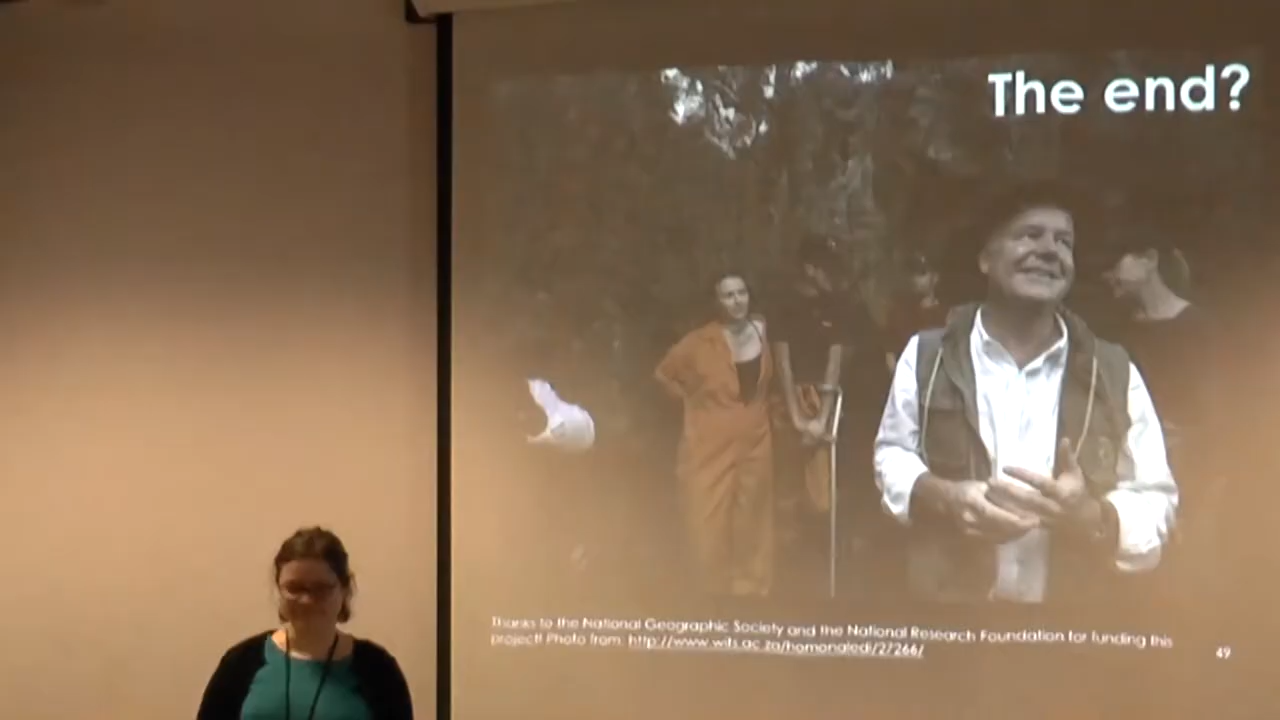 The end?
Thanks to the National Geographic Society and the National Research Foundation for funding this
project! Photo from: http://www.wits.ac.za/homonaledi/27266/
49